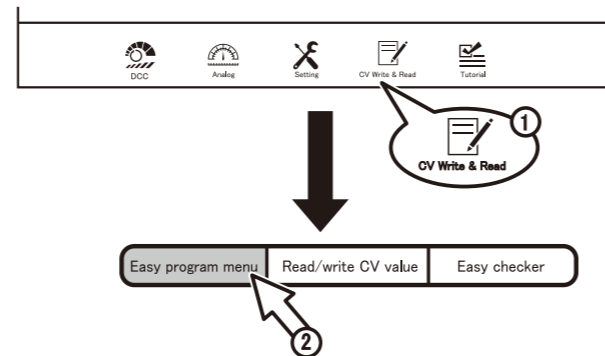 DCC
Analog
Setting
CV Write & Read
Tutorial
①
CV Write & Read
Easy program menu
Read/write CV value
Easy checker
②